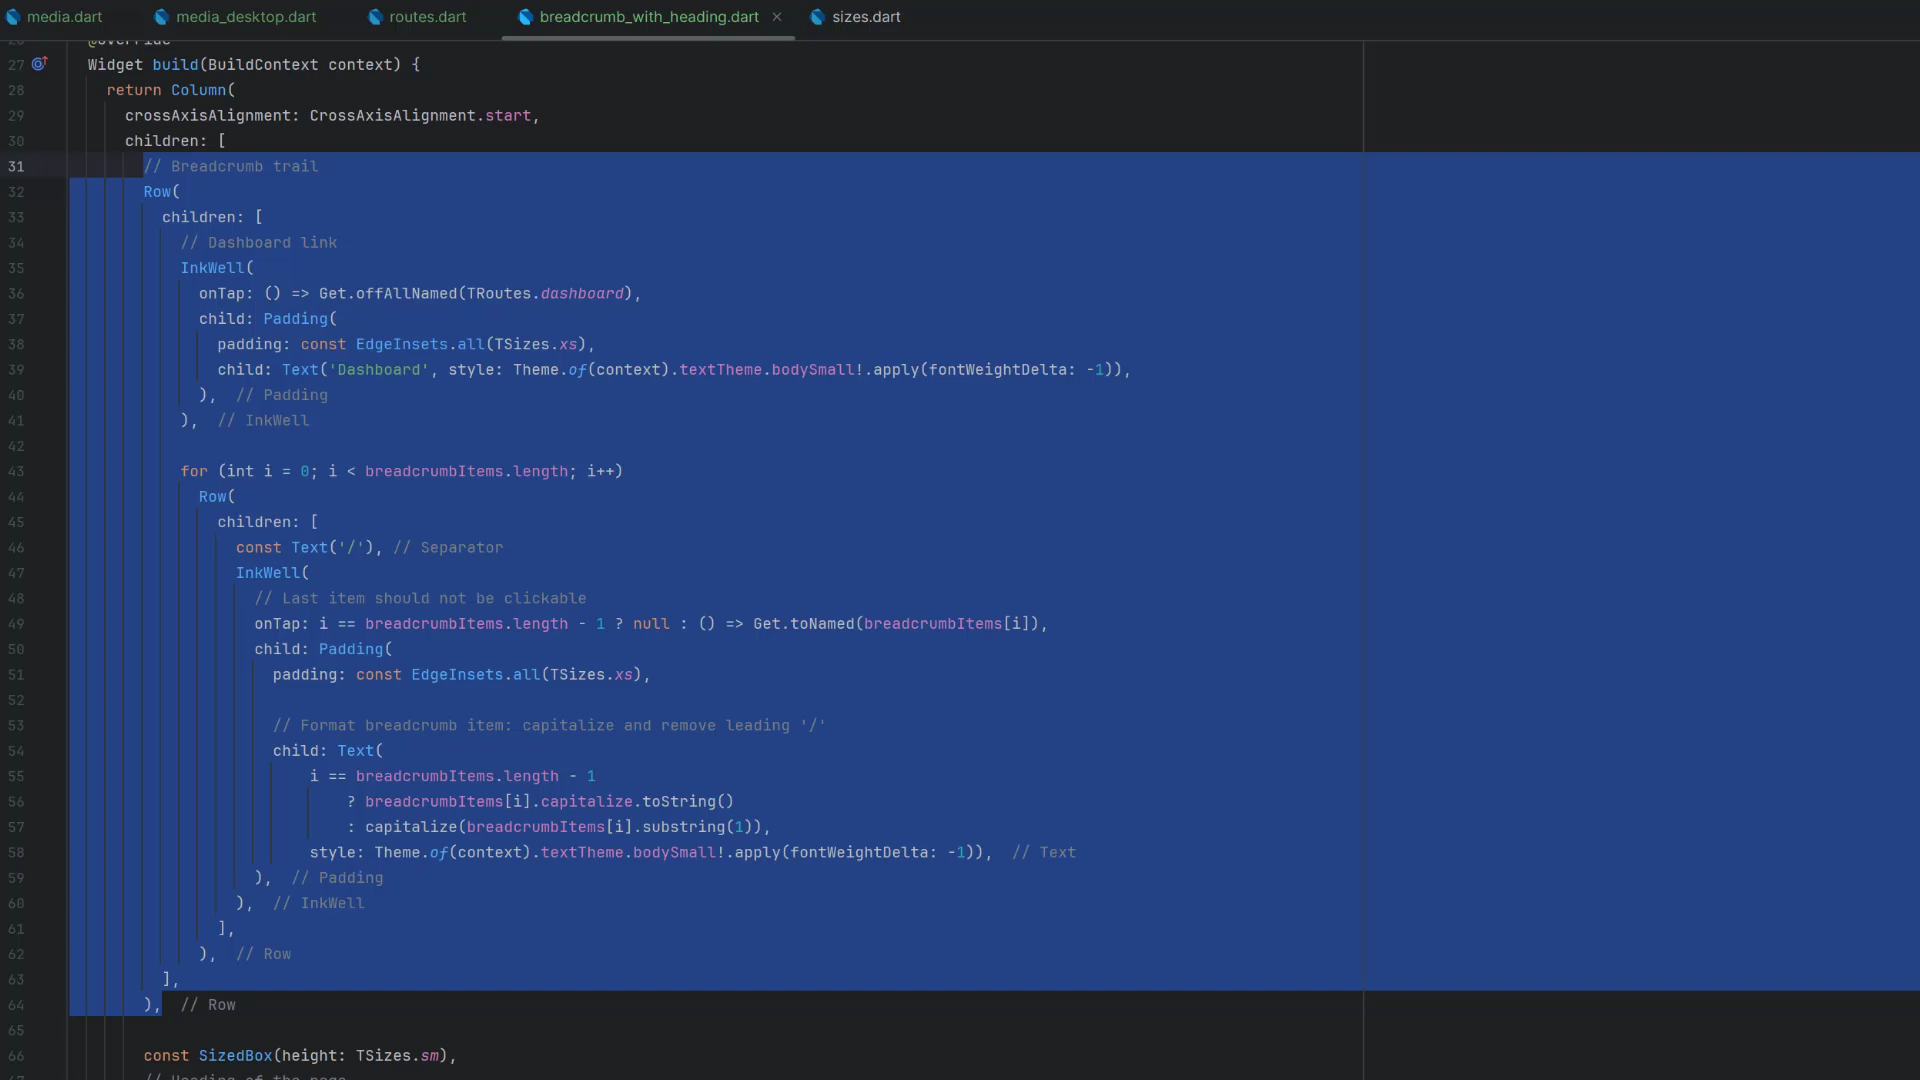 media.dart media_desktop.dart routes.dart breadcrumb_with_heading.dart sizes.dart
@override
27 Widget build(BuildContext context) {
28 return Column(
29 crossAxisAlignment: CrossAxisAlignment.start,
30 children: [
31 // Breadcrumb trail
32 Row(
33 children: [
34 // Dashboard link
35 InkWell(
36 onTap: () => Get.offAllNamed(TRoutes.dashboard),
37 child: Padding(
38 padding: const EdgeInsets.all(TSizes.xs),
39 child: Text('Dashboard', style: Theme.of(context).textTheme.bodySmall!.apply(fontWeightDelta: -1)),
40 ), // Padding
41 ), // InkWell
42
43 for (int i = 0; i < breadcrumbItems.length; i++)
44 Row(
45 children: [
46 const Text('/'), // Separator
47 InkWell(
48 // Last item should not be clickable
49 onTap: i == breadcrumbItems.length - 1 ? null : () => Get.toNamed(breadcrumbItems[i]),
50 child: Padding(
51 padding: const EdgeInsets.all(TSizes.xs),
52
53 // Format breadcrumb item: capitalize and remove leading '/'
54 child: Text(
55 i == breadcrumbItems.length - 1
56 ? breadcrumbItems[i].capitalize.toString()
57 : capitalize(breadcrumbItems[i].substring(1)),
58 style: Theme.of(context).textTheme.bodySmall!.apply(fontWeightDelta: -1)), // Text
59 ), // Padding
60 ), // InkWell
61 ],
62 ), // Row
63 ],
64 ), // Row
65
66 const SizedBox(height: TSizes.sm),
// Heading of the page